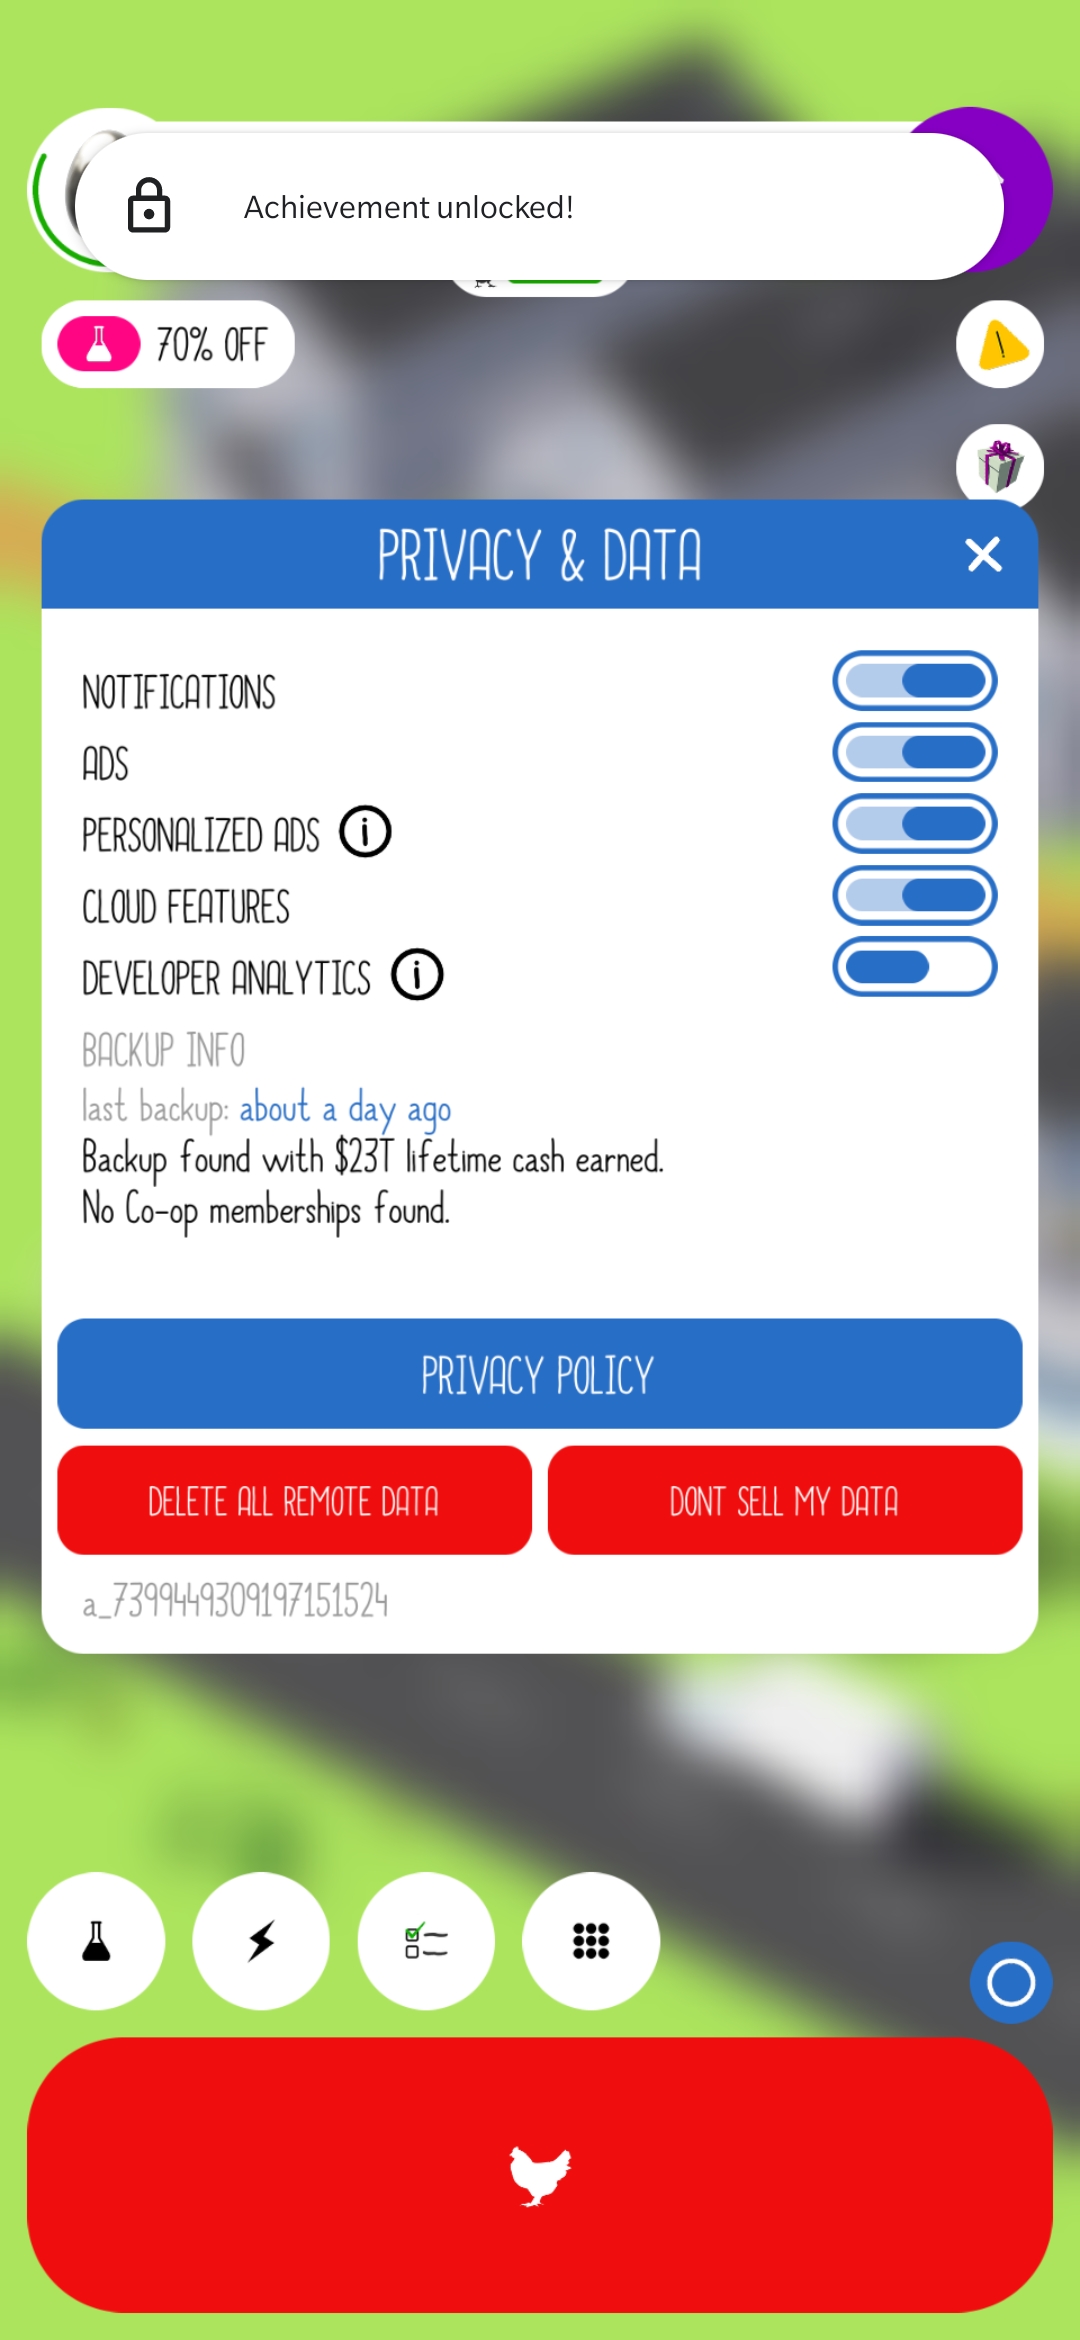 Achievement unlocked!
70% OFF
PRIVACY & DATA
NOTIFICATIONS
ADS
PERSONALIZED ADS
CLOUD FEATURES
DEVELOPER ANALYTICS
BACKUP INFO
last backup: about a day ago
Backup found with $23T lifetime cash earned.
No Co-op memberships found.
PRIVACY POLICY
DELETE ALL REMOTE DATA
DONT SELL MY DATA
a_7399449309197151524